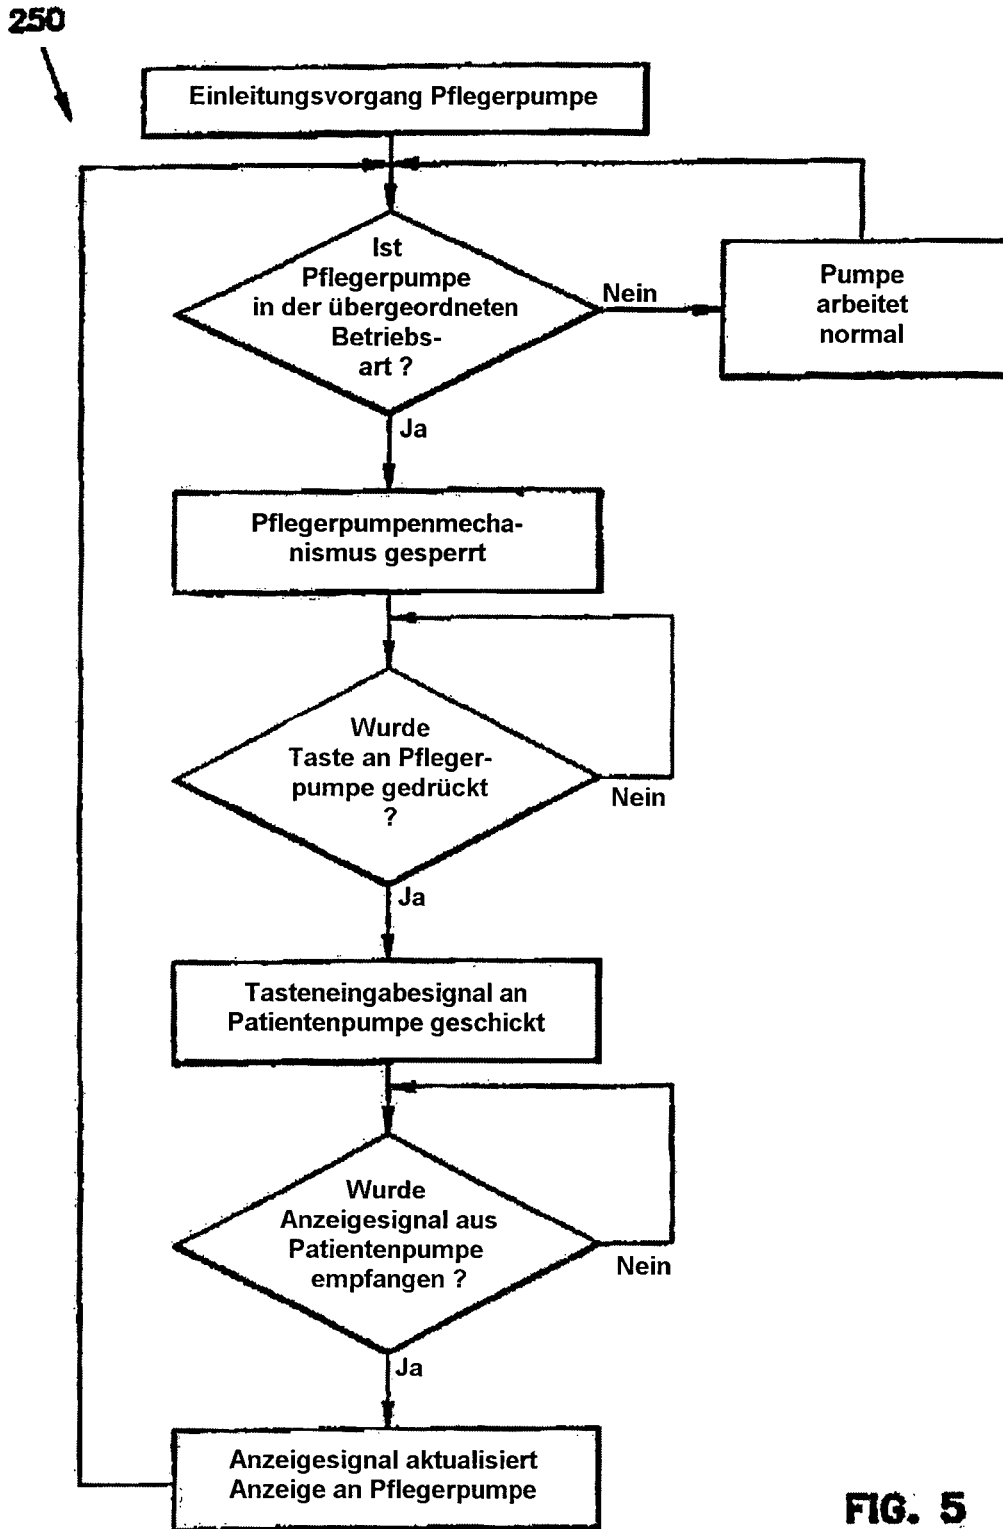 250
Einleitungsvorgang Pflegerpumpe
Ist
Pflegerpumpe
in der übergeordneten
Betriebs-
art ?
Nein
Pumpe
arbeitet
normal
Ja
Pflegerpumpenmecha-
nismus gesperrt
Wurde
Taste an Pfleger-
pumpe gedrückt
?
Nein
Ja
Tasteneingabesignal an
Patientenpumpe geschickt
Wurde
Anzeigesignal aus
Patientenpumpe
empfangen ?
Nein
Ja
Anzeigesignal aktualisiert
Anzeige an Pflegerpumpe
FIG. 5